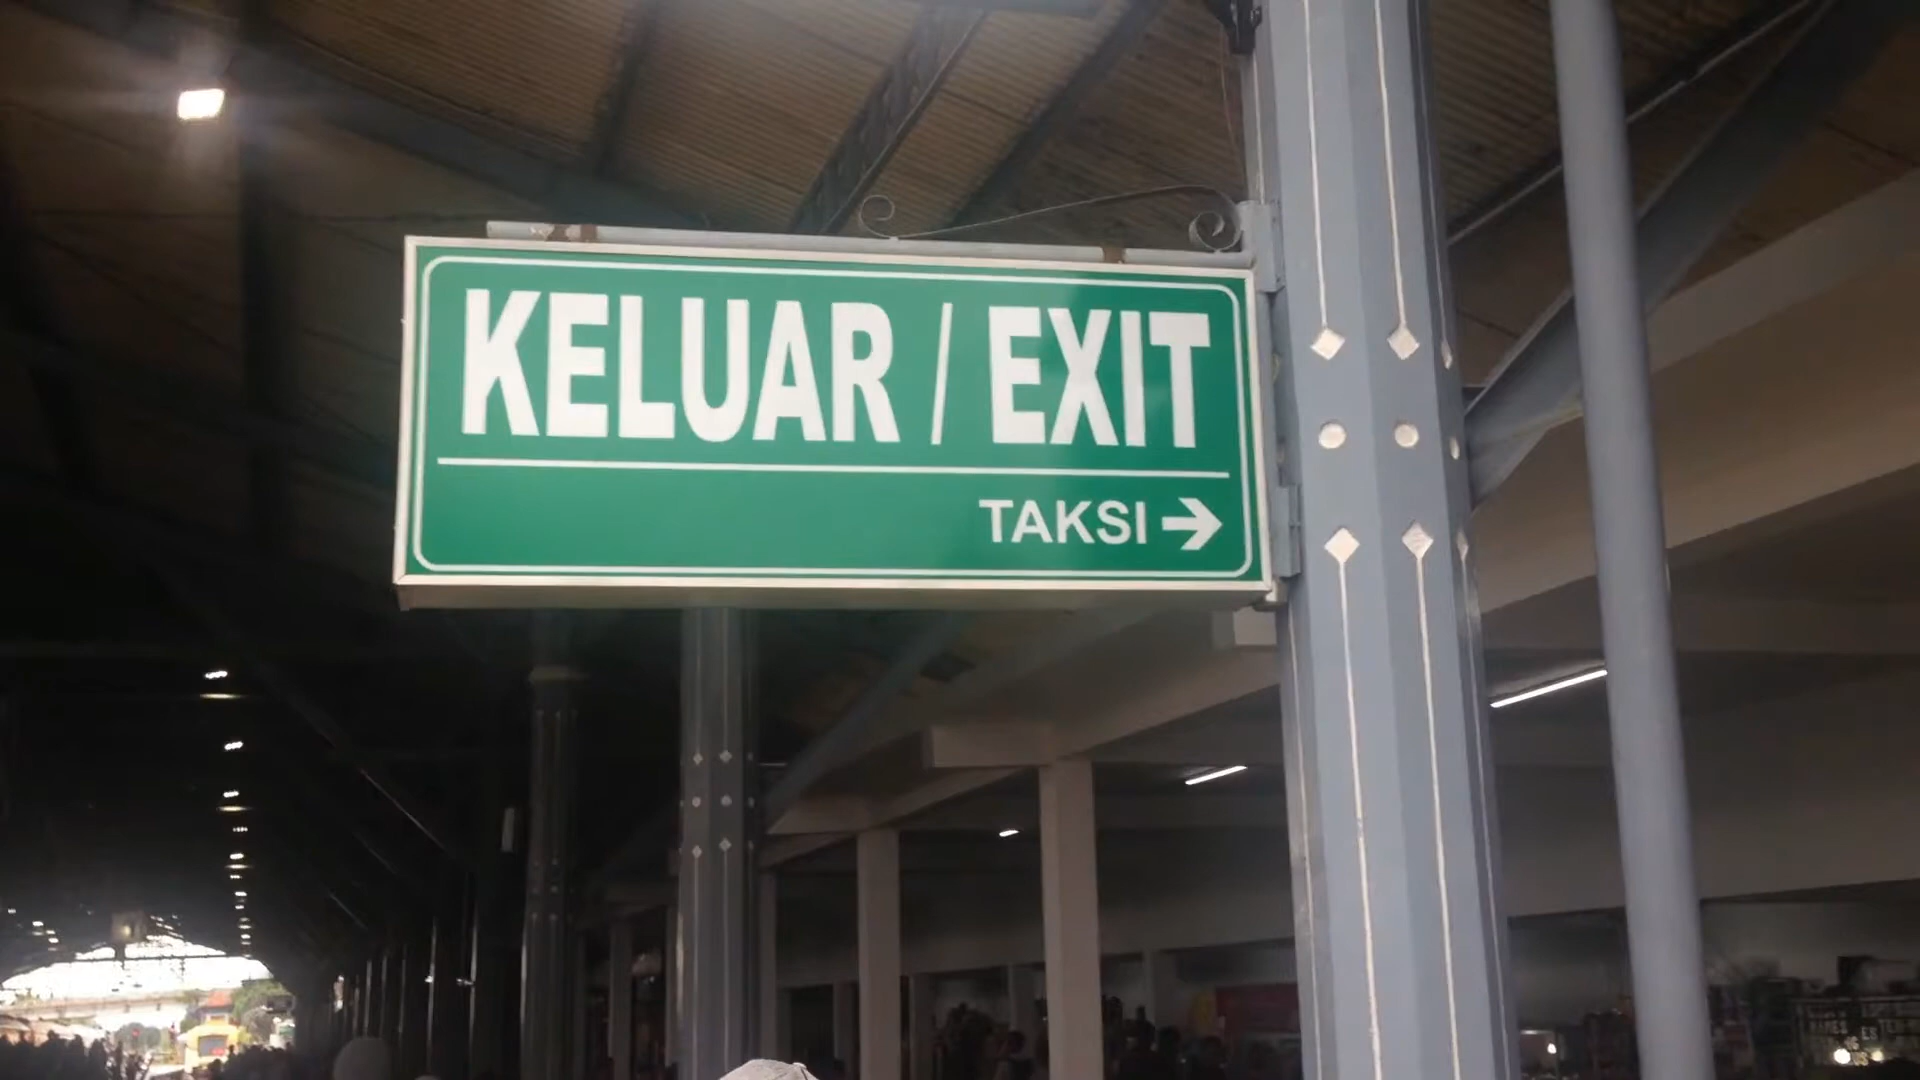 KELUAR / EXIT
TAKSI →